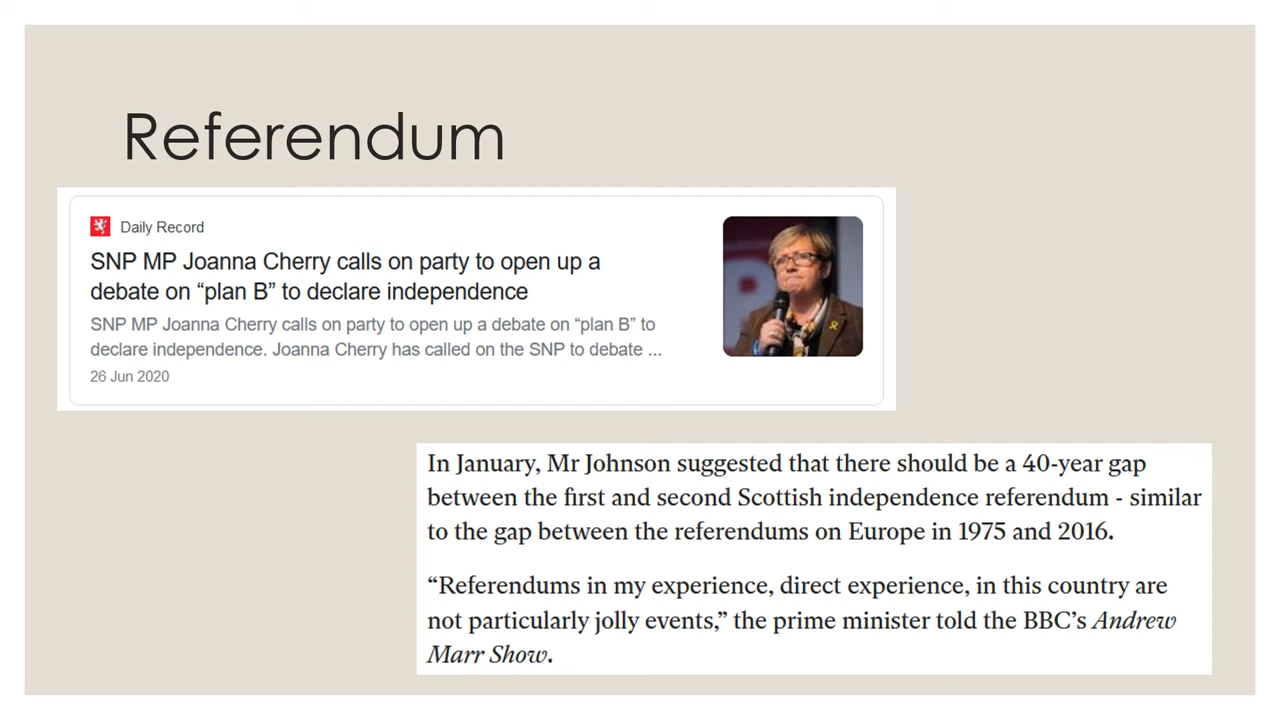 Referendum
Daily Record
SNP MP Joanna Cherry calls on party to open up a
debate on “plan B” to declare independence
SNP MP Joanna Cherry calls on party to open up a debate on “plan B” to
declare independence. Joanna Cherry has called on the SNP to debate ...
26 Jun 2020
In January, Mr Johnson suggested that there should be a 40-year gap
between the first and second Scottish independence referendum - similar
to the gap between the referendums on Europe in 1975 and 2016.
“Referendums in my experience, direct experience, in this country are
not particularly jolly events,” the prime minister told the BBC’s Andrew
Marr Show.